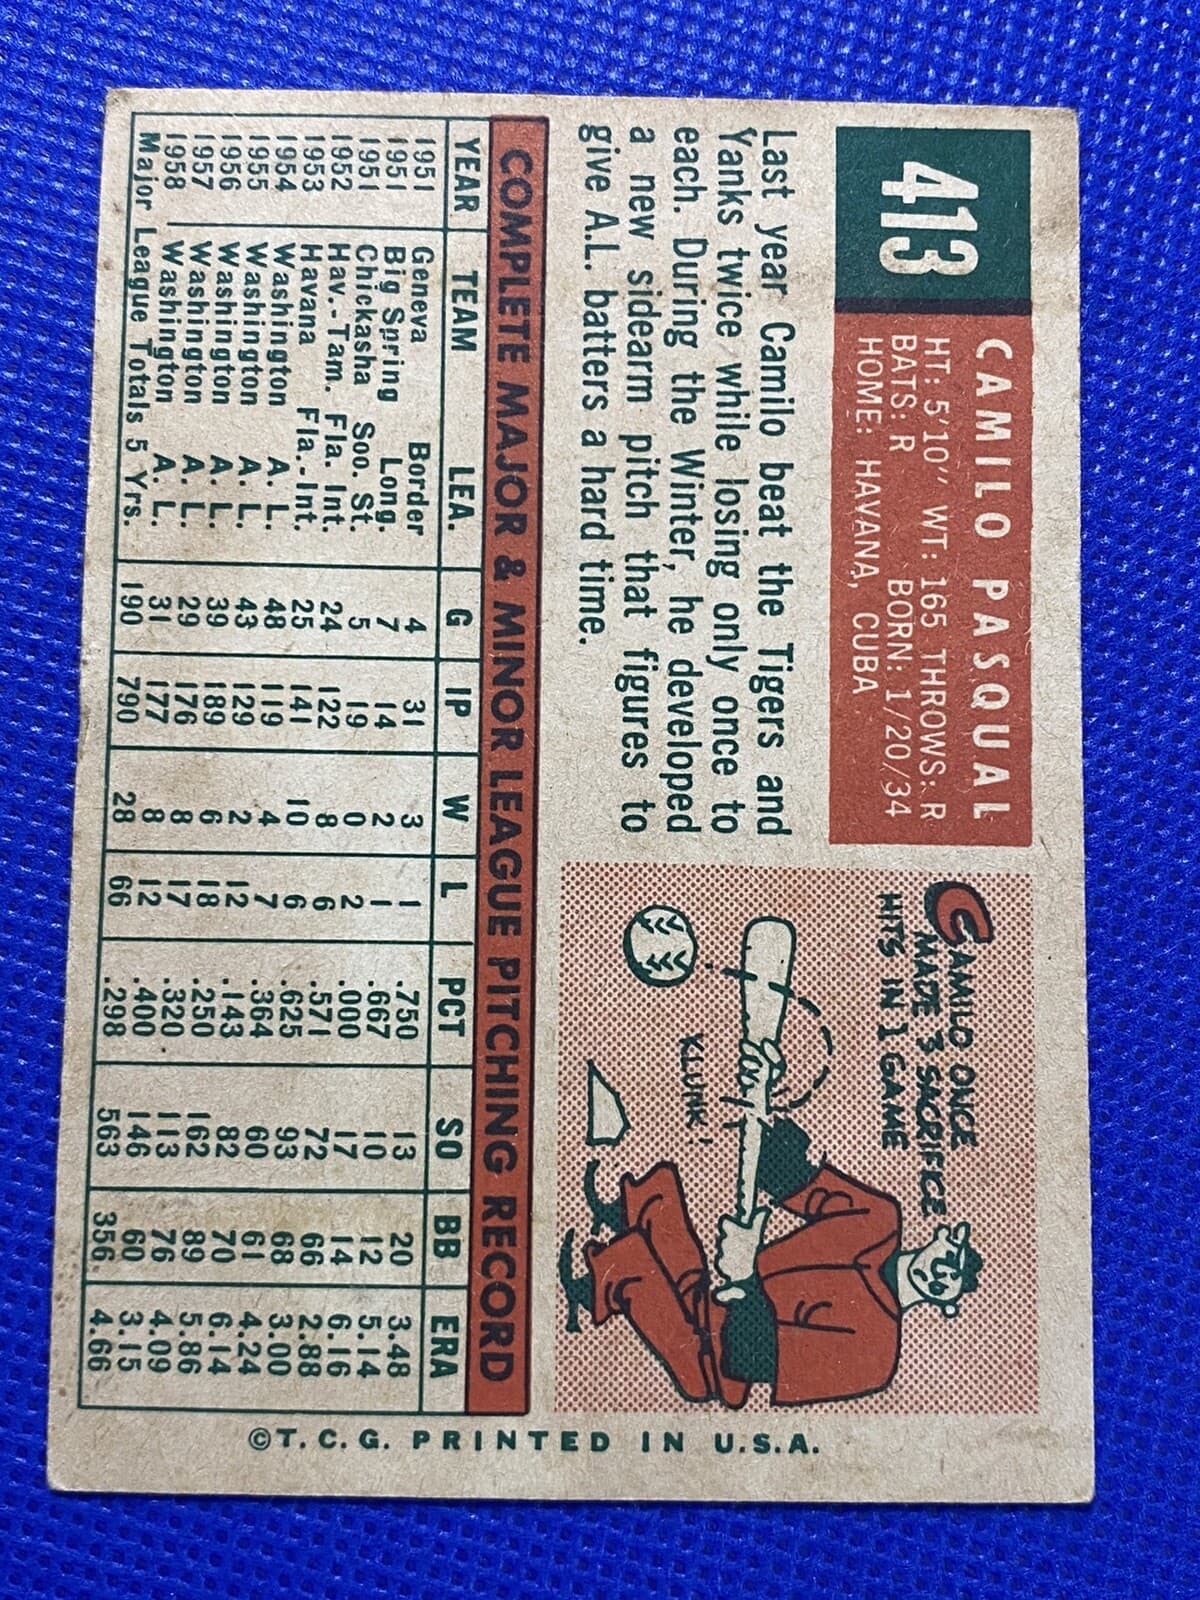 413
CAMILO PASQUAL
HT: 5'10" WT: 165 THROWS: R
BATS: R BORN: 1/20/34
HOME: HAVANA, CUBA
Last year Camilo beat the Tigers and
Yanks twice while losing only once to
each. During the Winter, he developed
a new sidearm pitch that figures to
give A.L. batters a hard time.
CAMILO ONCE
MADE 3 SACRIFICE
HITS IN 1 GAME
KLUNK!
COMPLETE MAJOR & MINOR LEAGUE PITCHING RECORD
YEAR TEAM LEA. G IP W L PCT SO BB ERA
1951 Geneva Border 4 31 3 1 .750 13 20 3.48
1951 Big Spring Long. 7 14 2 1 .667 10 12 5.14
1951 Chickasha Soo. St. 5 19 0 2 .000 17 14 6.16
1952 Hav.-Tam. Fla. Int. 24 122 8 6 .571 72 66 2.88
1953 Havana Fla.-Int. 25 141 10 6 .625 93 68 3.00
1954 Washington A. L. 48 119 4 7 .364 60 61 4.24
1955 Washington A. L. 43 129 2 12 .143 82 70 6.14
1956 Washington A. L. 39 189 6 18 .250 162 89 5.86
1957 Washington A. L. 29 176 8 17 .320 113 76 4.09
1958 Washington A. L. 31 177 8 12 .400 146 60 3.15
Major League Totals 5 Yrs. 190 790 28 66 .298 563 356 4.66
©T. C. G. PRINTED IN U.S.A.